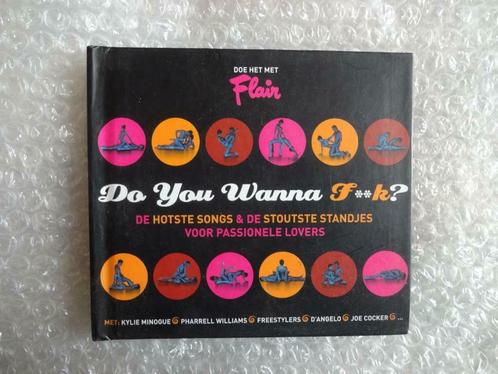 DOE HET MET
Flair
Do You Wanna F**k?
DE HOTSTE SONGS & DE STOUTSTE STANDJES
VOOR PASSIONELE LOVERS
MET: KYLIE MINOGUE PHARRELL WILLIAMS FREESTYLERS D'ANGELO JOE COCKER ...